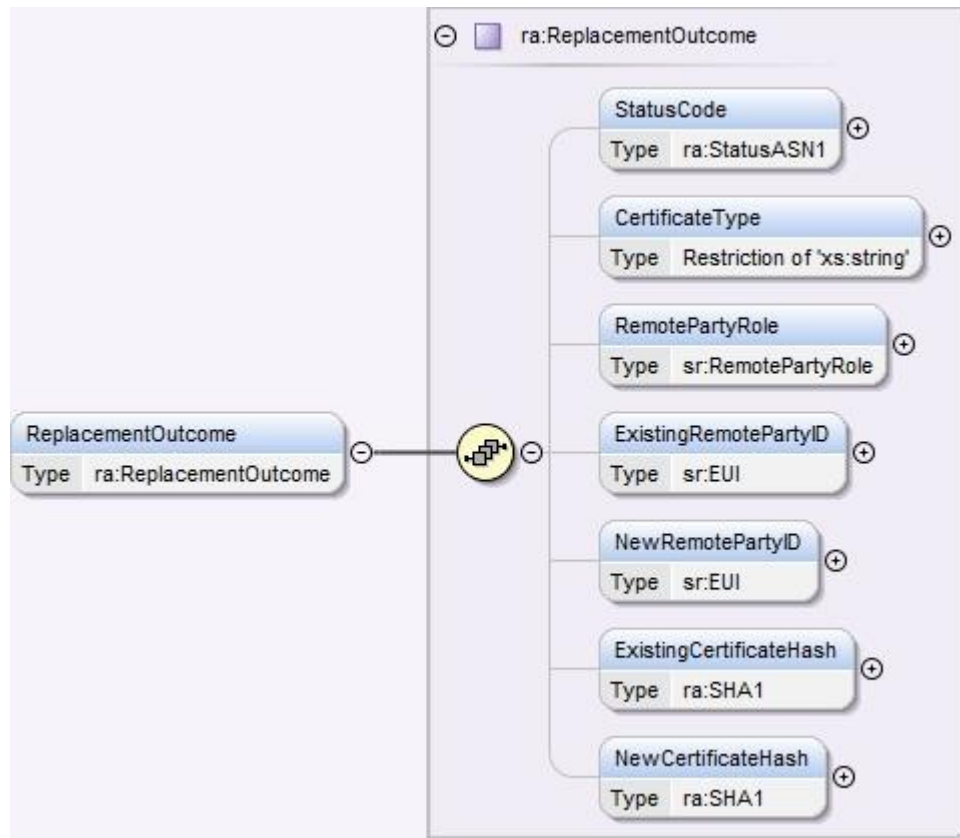 ra:ReplacementOutcome
StatusCode
Type ra:StatusASN1
CertificateType
Type Restriction of 'xs:string'
RemotePartyRole
Type sr:RemotePartyRole
ReplacementOutcome
Type ra:ReplacementOutcome
ExistingRemotePartyID
Type sr:EUI
NewRemotePartyID
Type sr:EUI
ExistingCertificateHash
Type ra:SHA1
NewCertificateHash
Type ra:SHA1